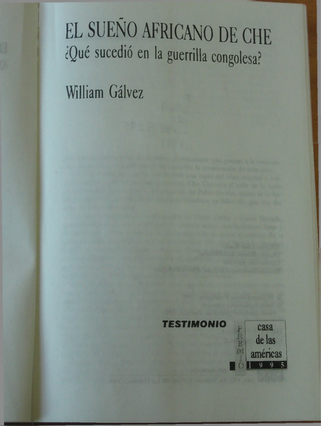 EL SUEÑO AFRICANO DE CHE
¿Qué sucedió en la guerrilla congolesa?
William Gálvez
TESTIMONIO
PREMIO
casa
de las
américas
1995